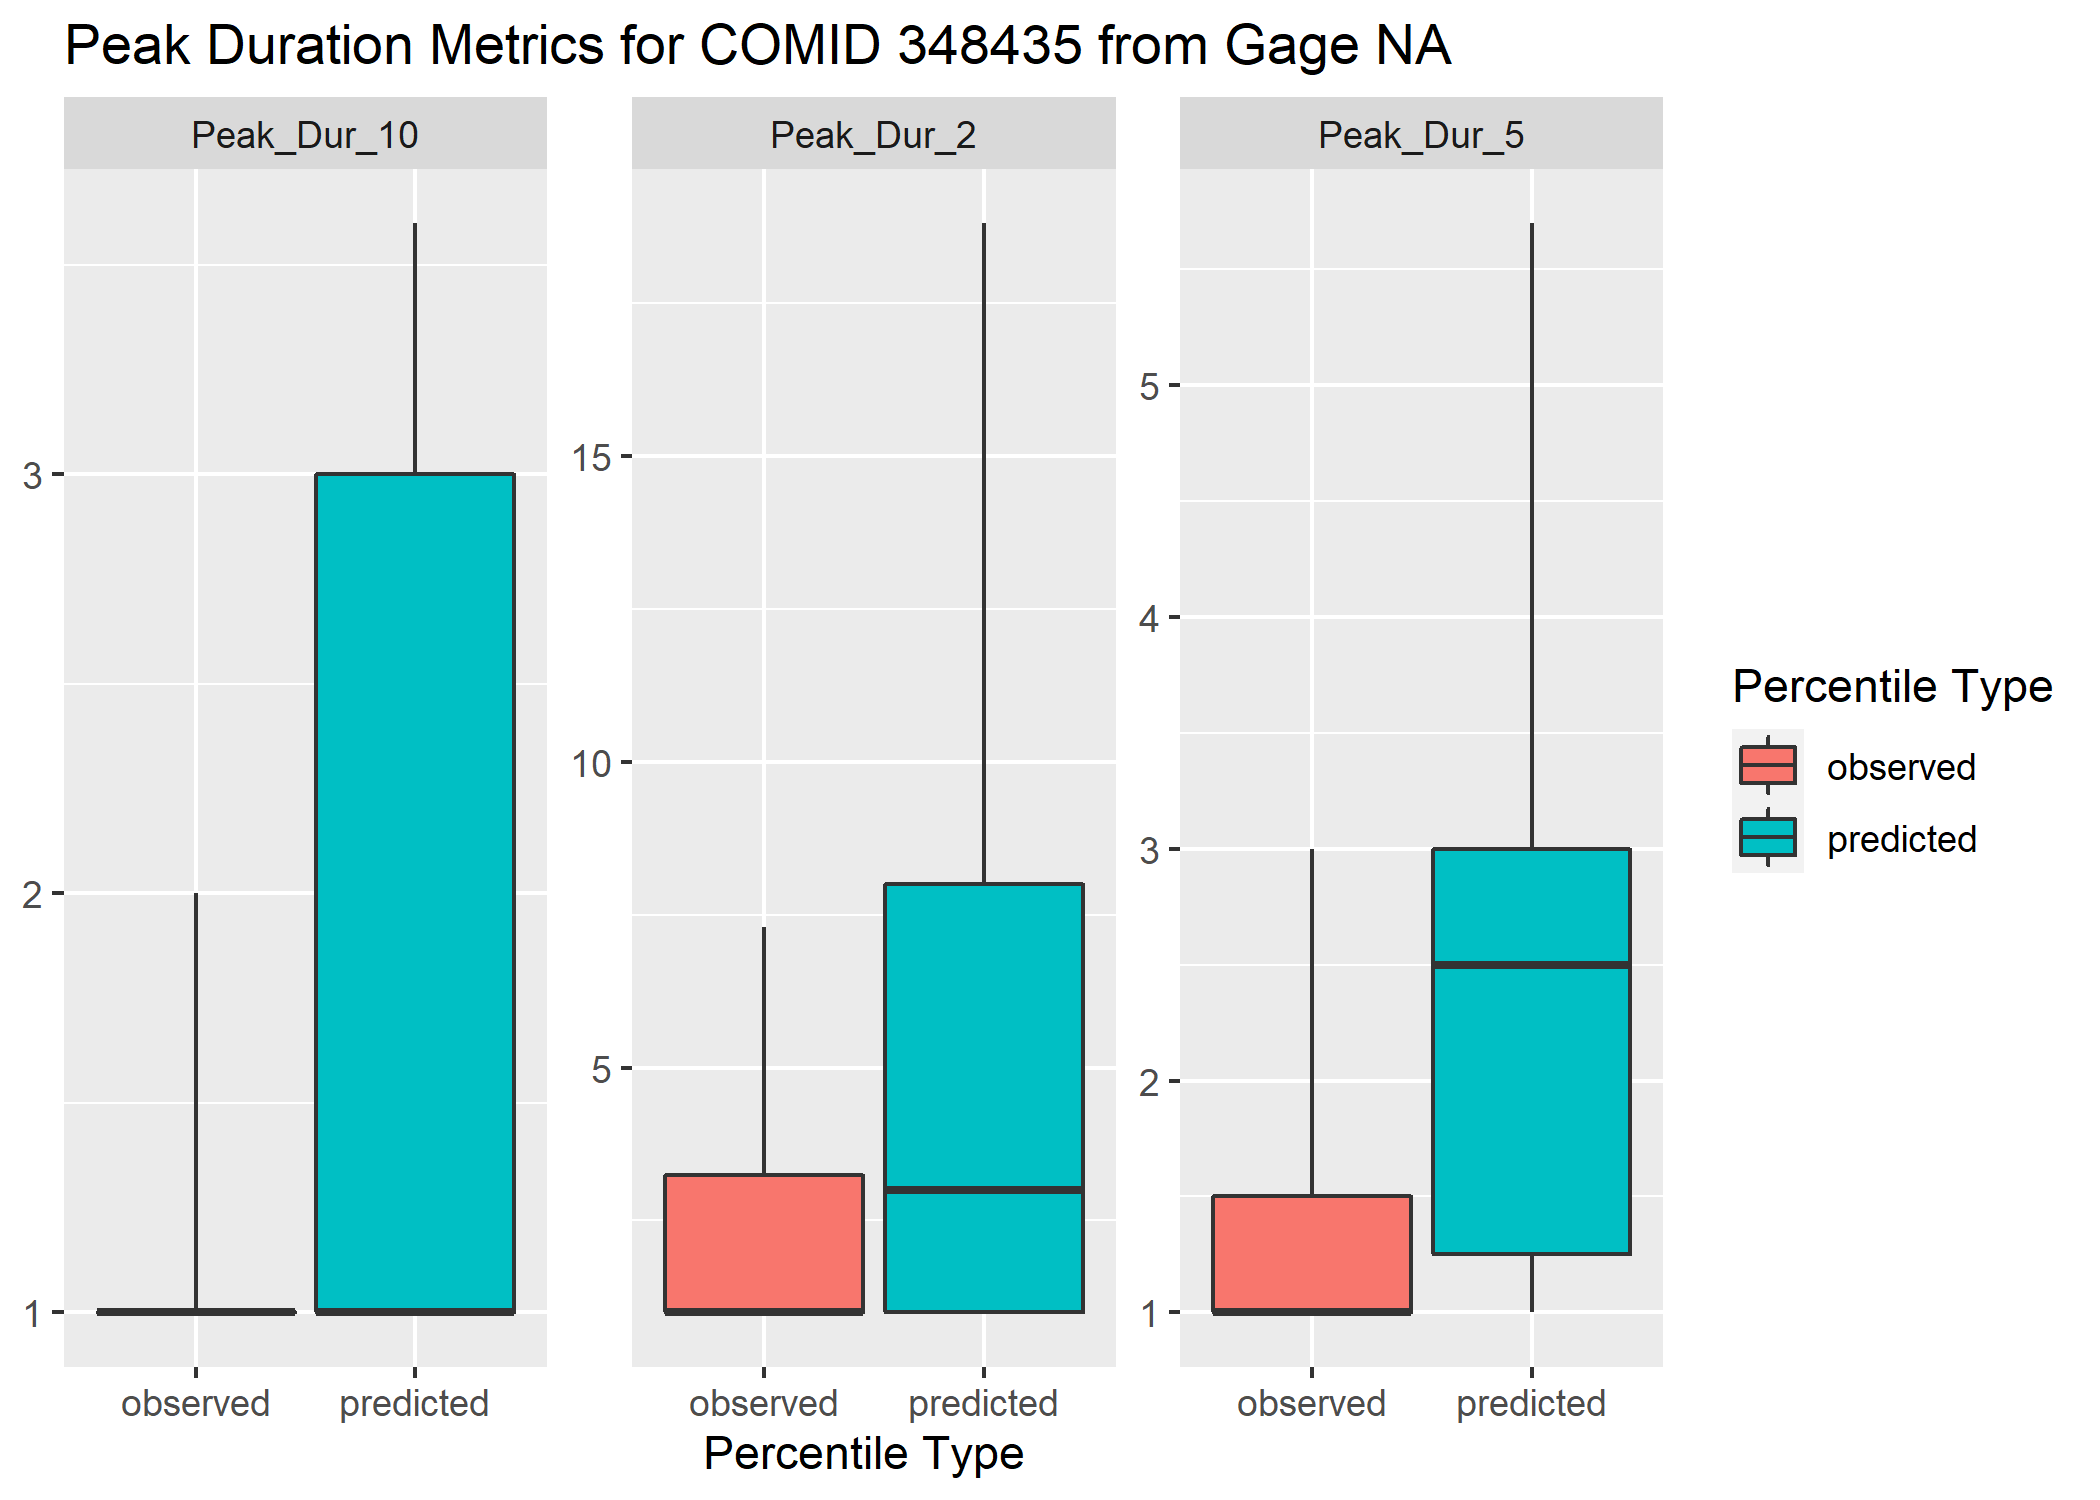 Peak Duration Metrics for COMID 348435 from Gage NA
Peak_Dur_10
Peak_Dur_2
Peak_Dur_5
3
2
1
15
10
5
5
4
3
2
1
observed
predicted
observed
predicted
observed
predicted
Percentile Type
Percentile Type
observed
predicted